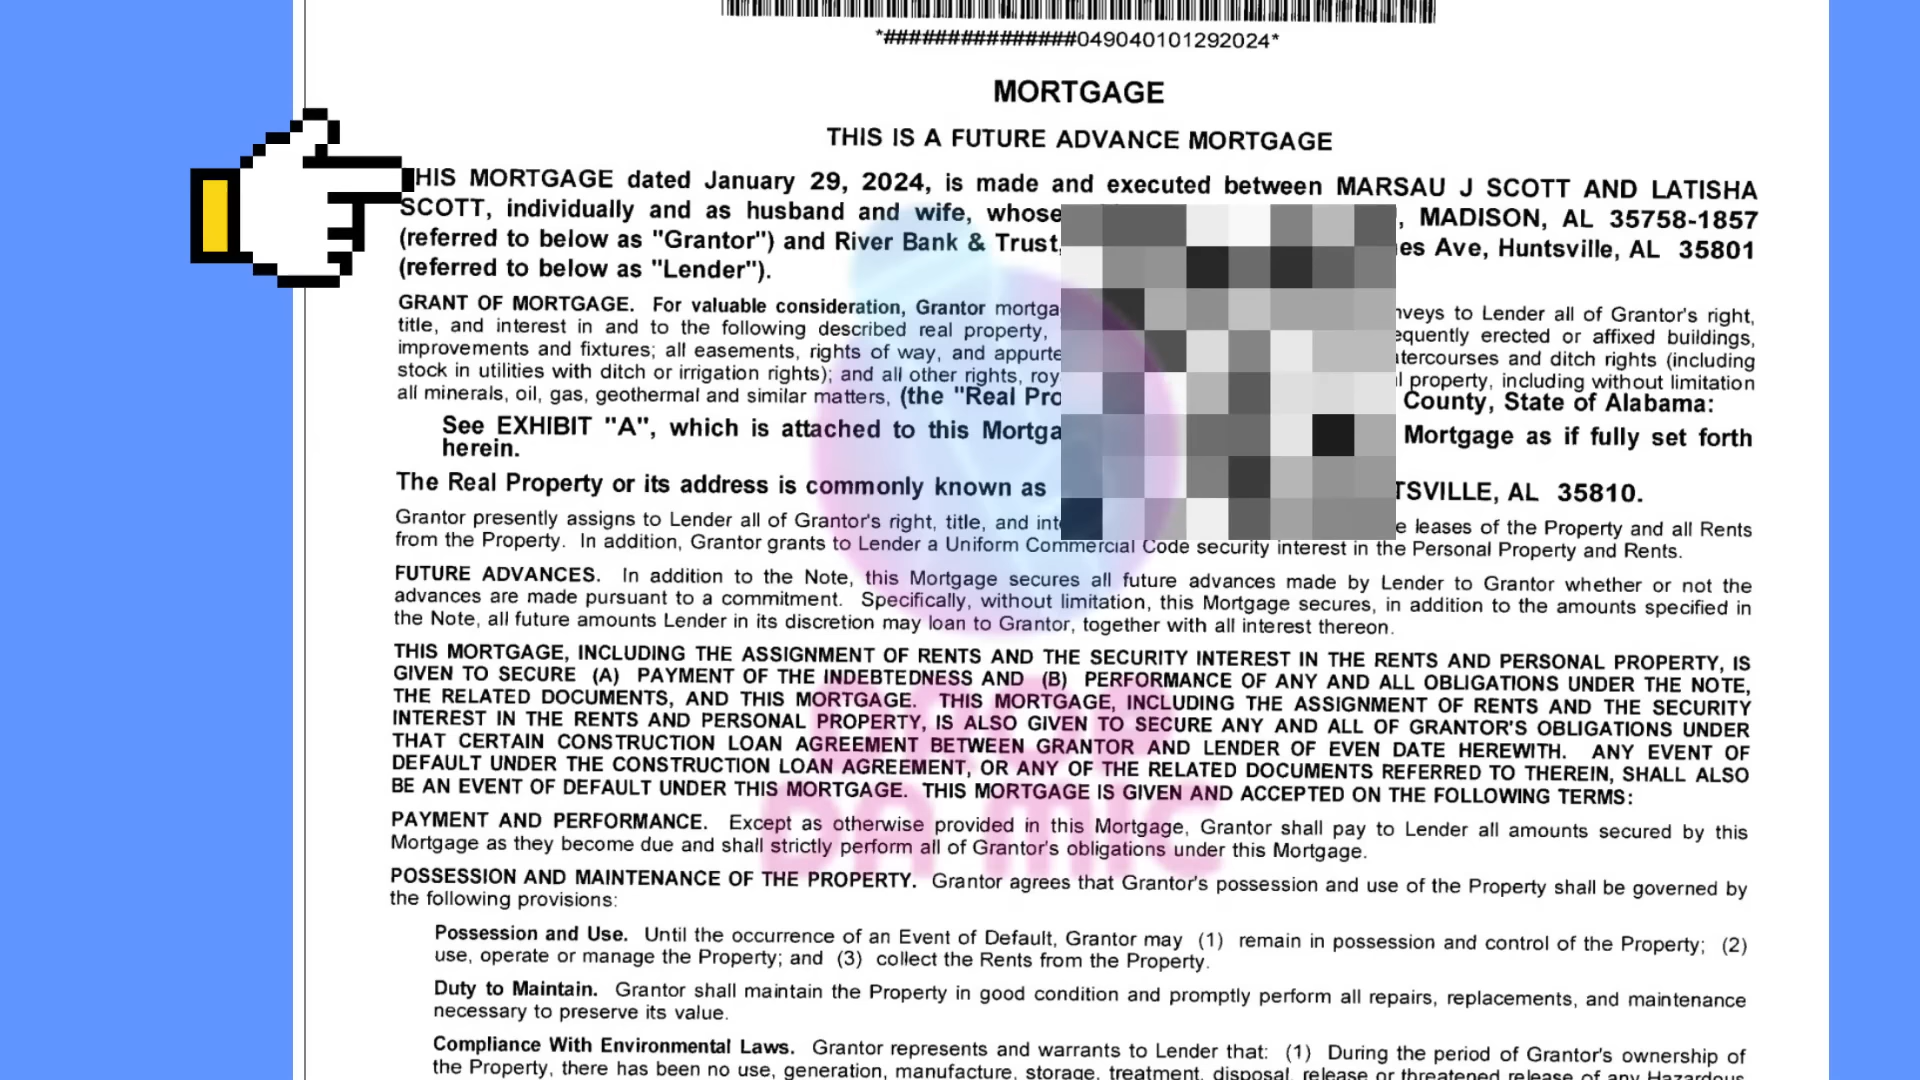 *###############049040101292024*
MORTGAGE
THIS IS A FUTURE ADVANCE MORTGAGE
HIS MORTGAGE dated January 29, 2024, is made and executed between MARSAU J SCOTT AND LATISHA
SCOTT, individually and as husband and wife, whose , MADISON, AL 35758-1857
(referred to below as "Grantor") and River Bank & Trust, es Ave, Huntsville, AL 35801
(referred to below as "Lender").
GRANT OF MORTGAGE. For valuable consideration, Grantor mortga nveys to Lender all of Grantor's right,
title, and interest in and to the following described real property, equently erected or affixed buildings,
improvements and fixtures; all easements, rights of way, and appurte tercourses and ditch rights (including
stock in utilities with ditch or irrigation rights); and all other rights, roy l property, including without limitation
all minerals, oil, gas, geothermal and similar matters, (the "Real Pro County, State of Alabama:
See EXHIBIT "A", which is attached to this Mortga Mortgage as if fully set forth
herein.
The Real Property or its address is commonly known as TSVILLE, AL 35810.
Grantor presently assigns to Lender all of Grantor's right, title, and int e leases of the Property and all Rents
from the Property. In addition, Grantor grants to Lender a Uniform Commercial Code security interest in the Personal Property and Rents.
FUTURE ADVANCES. In addition to the Note, this Mortgage secures all future advances made by Lender to Grantor whether or not the
advances are made pursuant to a commitment. Specifically, without limitation, this Mortgage secures, in addition to the amounts specified in
the Note, all future amounts Lender in its discretion may loan to Grantor, together with all interest thereon.
THIS MORTGAGE, INCLUDING THE ASSIGNMENT OF RENTS AND THE SECURITY INTEREST IN THE RENTS AND PERSONAL PROPERTY, IS
GIVEN TO SECURE (A) PAYMENT OF THE INDEBTEDNESS AND (B) PERFORMANCE OF ANY AND ALL OBLIGATIONS UNDER THE NOTE,
THE RELATED DOCUMENTS, AND THIS MORTGAGE. THIS MORTGAGE, INCLUDING THE ASSIGNMENT OF RENTS AND THE SECURITY
INTEREST IN THE RENTS AND PERSONAL PROPERTY, IS ALSO GIVEN TO SECURE ANY AND ALL OF GRANTOR'S OBLIGATIONS UNDER
THAT CERTAIN CONSTRUCTION LOAN AGREEMENT BETWEEN GRANTOR AND LENDER OF EVEN DATE HEREWITH. ANY EVENT OF
DEFAULT UNDER THE CONSTRUCTION LOAN AGREEMENT, OR ANY OF THE RELATED DOCUMENTS REFERRED TO THEREIN, SHALL ALSO
BE AN EVENT OF DEFAULT UNDER THIS MORTGAGE. THIS MORTGAGE IS GIVEN AND ACCEPTED ON THE FOLLOWING TERMS:
PAYMENT AND PERFORMANCE. Except as otherwise provided in this Mortgage, Grantor shall pay to Lender all amounts secured by this
Mortgage as they become due and shall strictly perform all of Grantor's obligations under this Mortgage.
POSSESSION AND MAINTENANCE OF THE PROPERTY. Grantor agrees that Grantor's possession and use of the Property shall be governed by
the following provisions:
Possession and Use. Until the occurrence of an Event of Default, Grantor may (1) remain in possession and control of the Property; (2)
use, operate or manage the Property; and (3) collect the Rents from the Property.
Duty to Maintain. Grantor shall maintain the Property in good condition and promptly perform all repairs, replacements, and maintenance
necessary to preserve its value.
Compliance With Environmental Laws. Grantor represents and warrants to Lender that: (1) During the period of Grantor's ownership of
the Property, there has been no use, generation, manufacture, storage, treatment, disposal, release or threatened release of any Hazardous
DA MIC